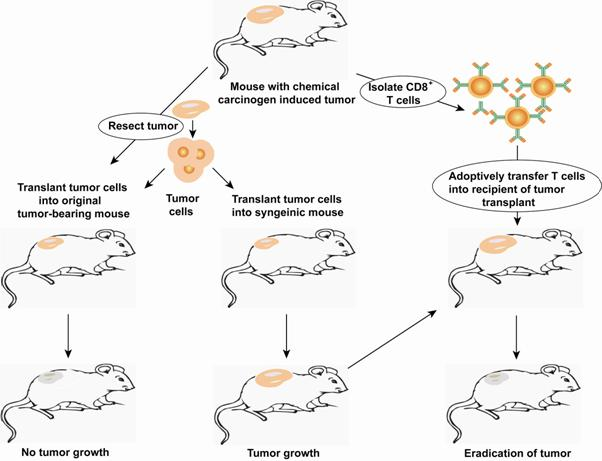 Mouse with chemical
carcinogen induced tumor
Isolate CD8+
T cells
Resect tumor
Tumor
cells
Translant tumor cells
into original
tumor-bearing mouse
Translant tumor cells
into syngeinic mouse
Adoptively transfer T cells
into recipient of tumor
transplant
No tumor growth
Tumor growth
Eradication of tumor